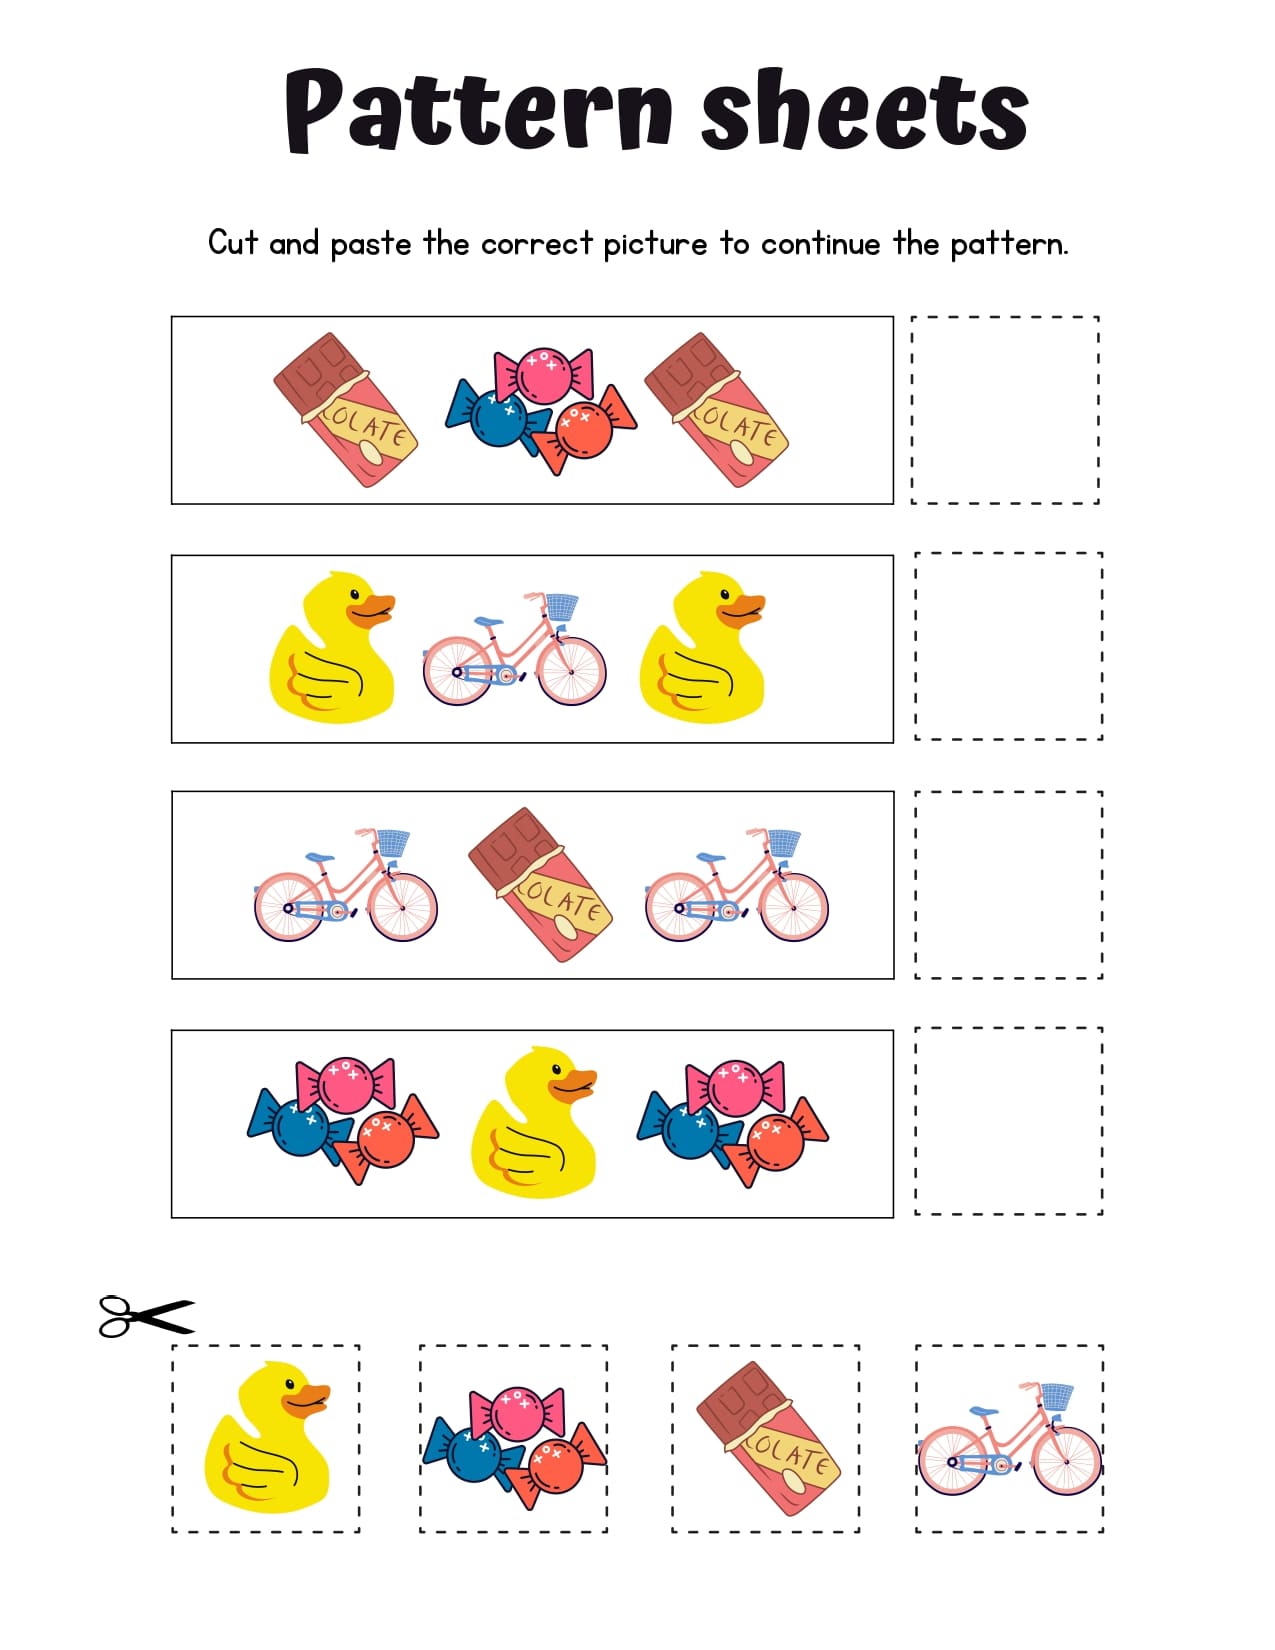 Pattern sheets
Cut and paste the correct picture to continue the pattern.
OLATE
OLATE
OLATE
OLATE